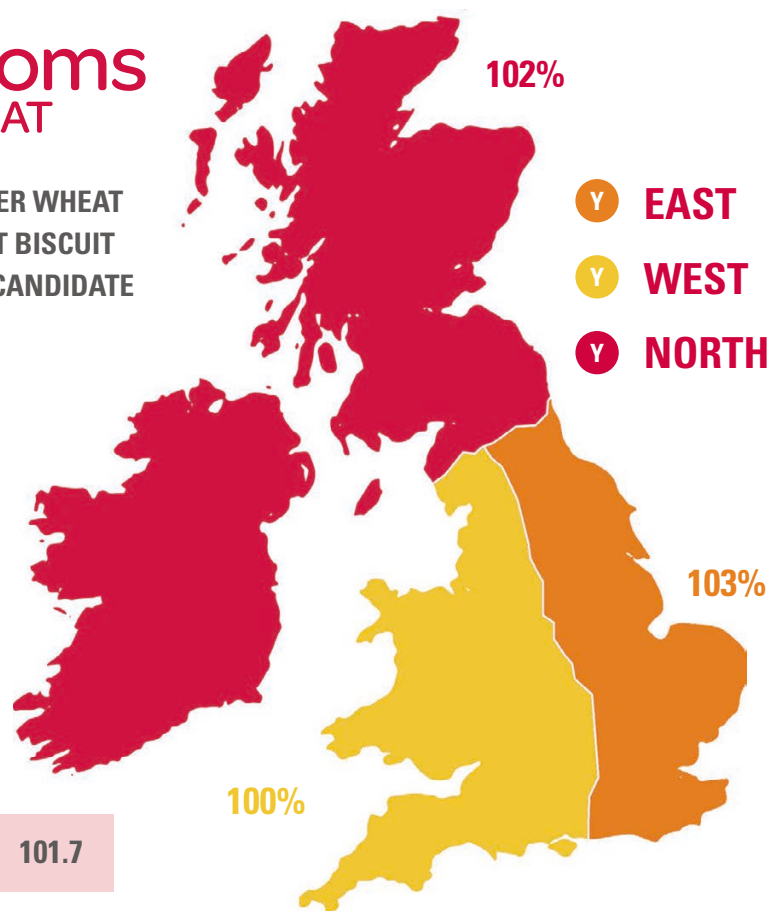 oms
AT
ER WHEAT
T BISCUIT
CANDIDATE
102%
Y EAST
Y WEST
Y NORTH
103%
100%
101.7